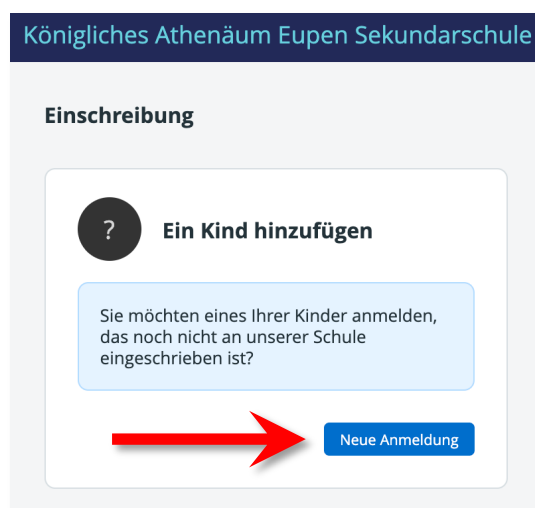 Königliches Athenäum Eupen Sekundarschule
Einschreibung
?
Ein Kind hinzufügen
Sie möchten eines Ihrer Kinder anmelden,
das noch nicht an unserer Schule
eingeschrieben ist?
Neue Anmeldung